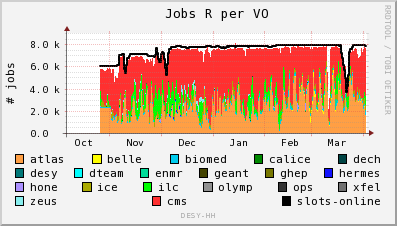 Jobs R per VO
RRDTOOL / TOBI OETIKER
# jobs
8.0 k
6.0 k
4.0 k
2.0 k
0.0
Oct Nov Dec Jan Feb Mar
atlas belle biomed calice dech
desy dteam enmr geant ghep hermes
hone ice ilc olymp ops xfel
zeus cms slots-online
DESY-HH